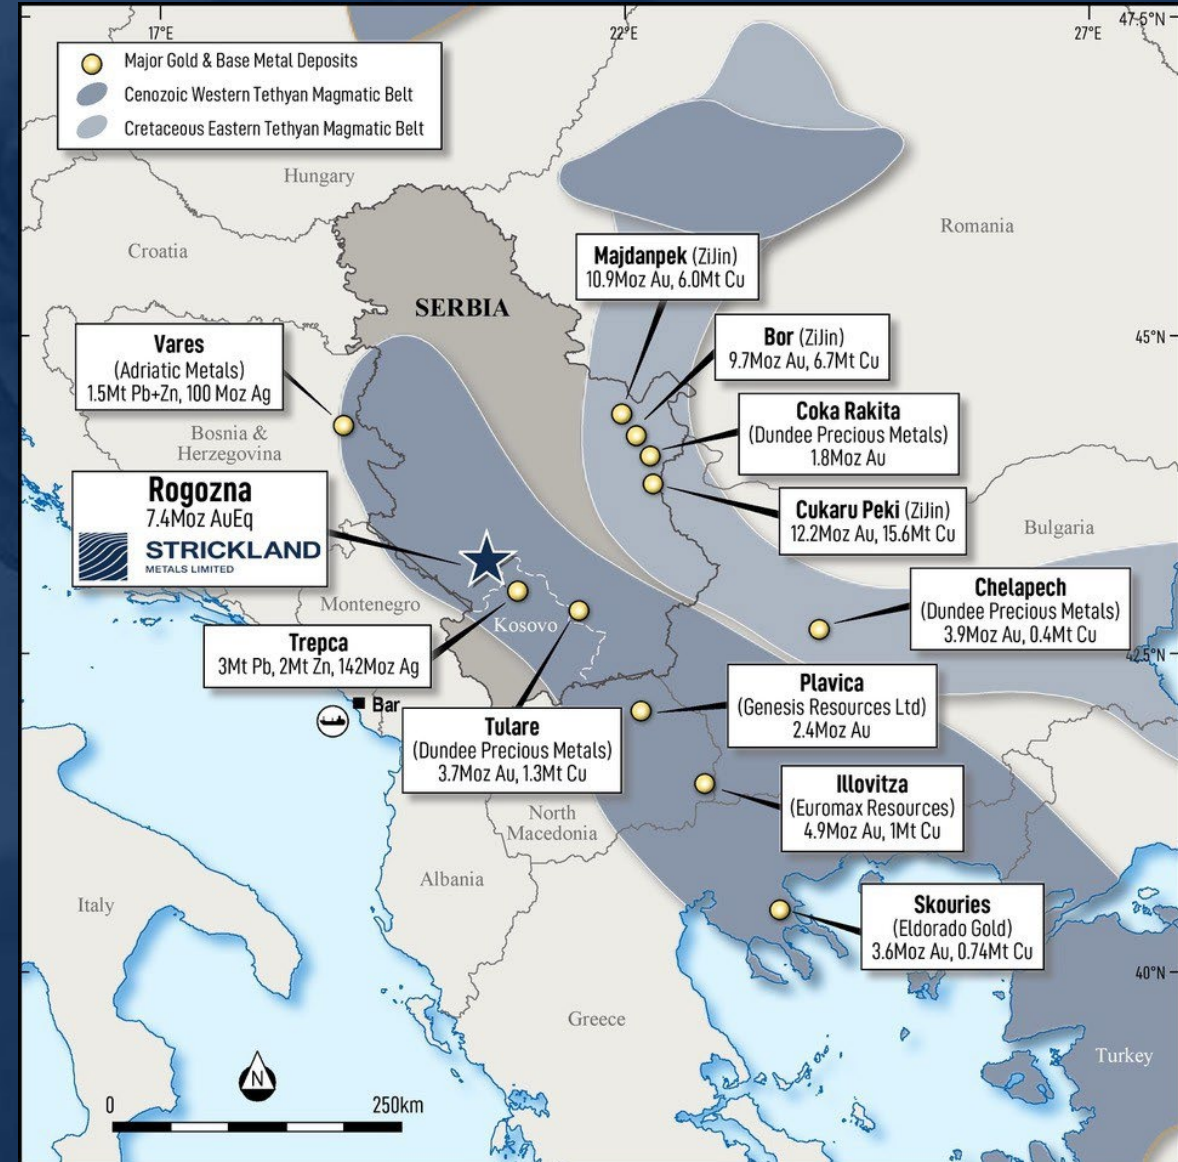 17°E
22°E
27°E
47.5°N
Major Gold & Base Metal Deposits
Cenozoic Western Tethyan Magmatic Belt
Cretaceous Eastern Tethyan Magmatic Belt
Hungary
Croatia
Romania
SERBIA
Majdanpek (ZiJin)
10.9Moz Au, 6.0Mt Cu
Bor (ZiJin)
9.7Moz Au, 6.7Mt Cu
45°N
Vares
(Adriatic Metals)
1.5Mt Pb+Zn, 100 Moz Ag
Coka Rakita
(Dundee Precious Metals)
1.8Moz Au
Bosnia &
Herzegovina
Rogozna
7.4Moz AuEq
STRICKLAND
METALS LIMITED
Cukaru Peki (ZiJin)
12.2Moz Au, 15.6Mt Cu
Bulgaria
Montenegro
Kosovo
Chelapech
(Dundee Precious Metals)
3.9Moz Au, 0.4Mt Cu
42.5°N
Trepca
3Mt Pb, 2Mt Zn, 142Moz Ag
Bar
Plavica
(Genesis Resources Ltd)
2.4Moz Au
Tulare
(Dundee Precious Metals)
3.7Moz Au, 1.3Mt Cu
Illovitza
(Euromax Resources)
4.9Moz Au, 1Mt Cu
North
Macedonia
Albania
Italy
Skouries
(Eldorado Gold)
3.6Moz Au, 0.74Mt Cu
40°N
Greece
Turkey
N
0
250km